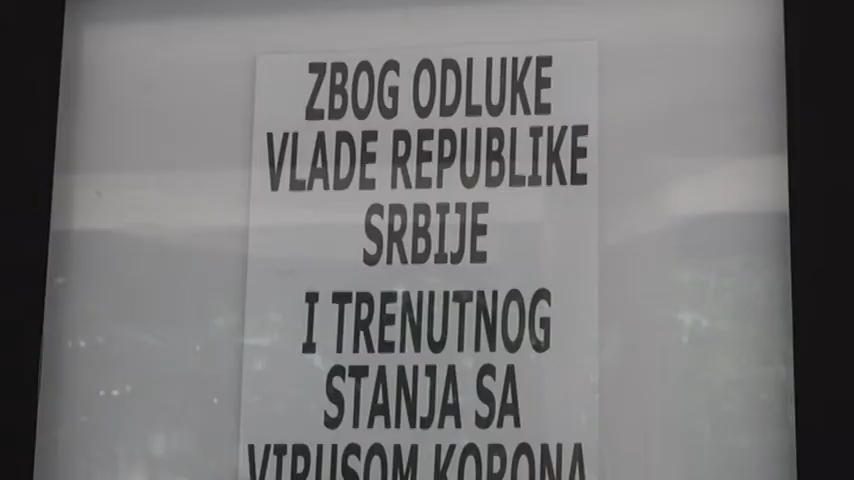 ZBOG ODLUKE
VLADE REPUBLIKE
SRBIJE
I TRENUTNOG
STANJA SA
VIRUSOM KORONA